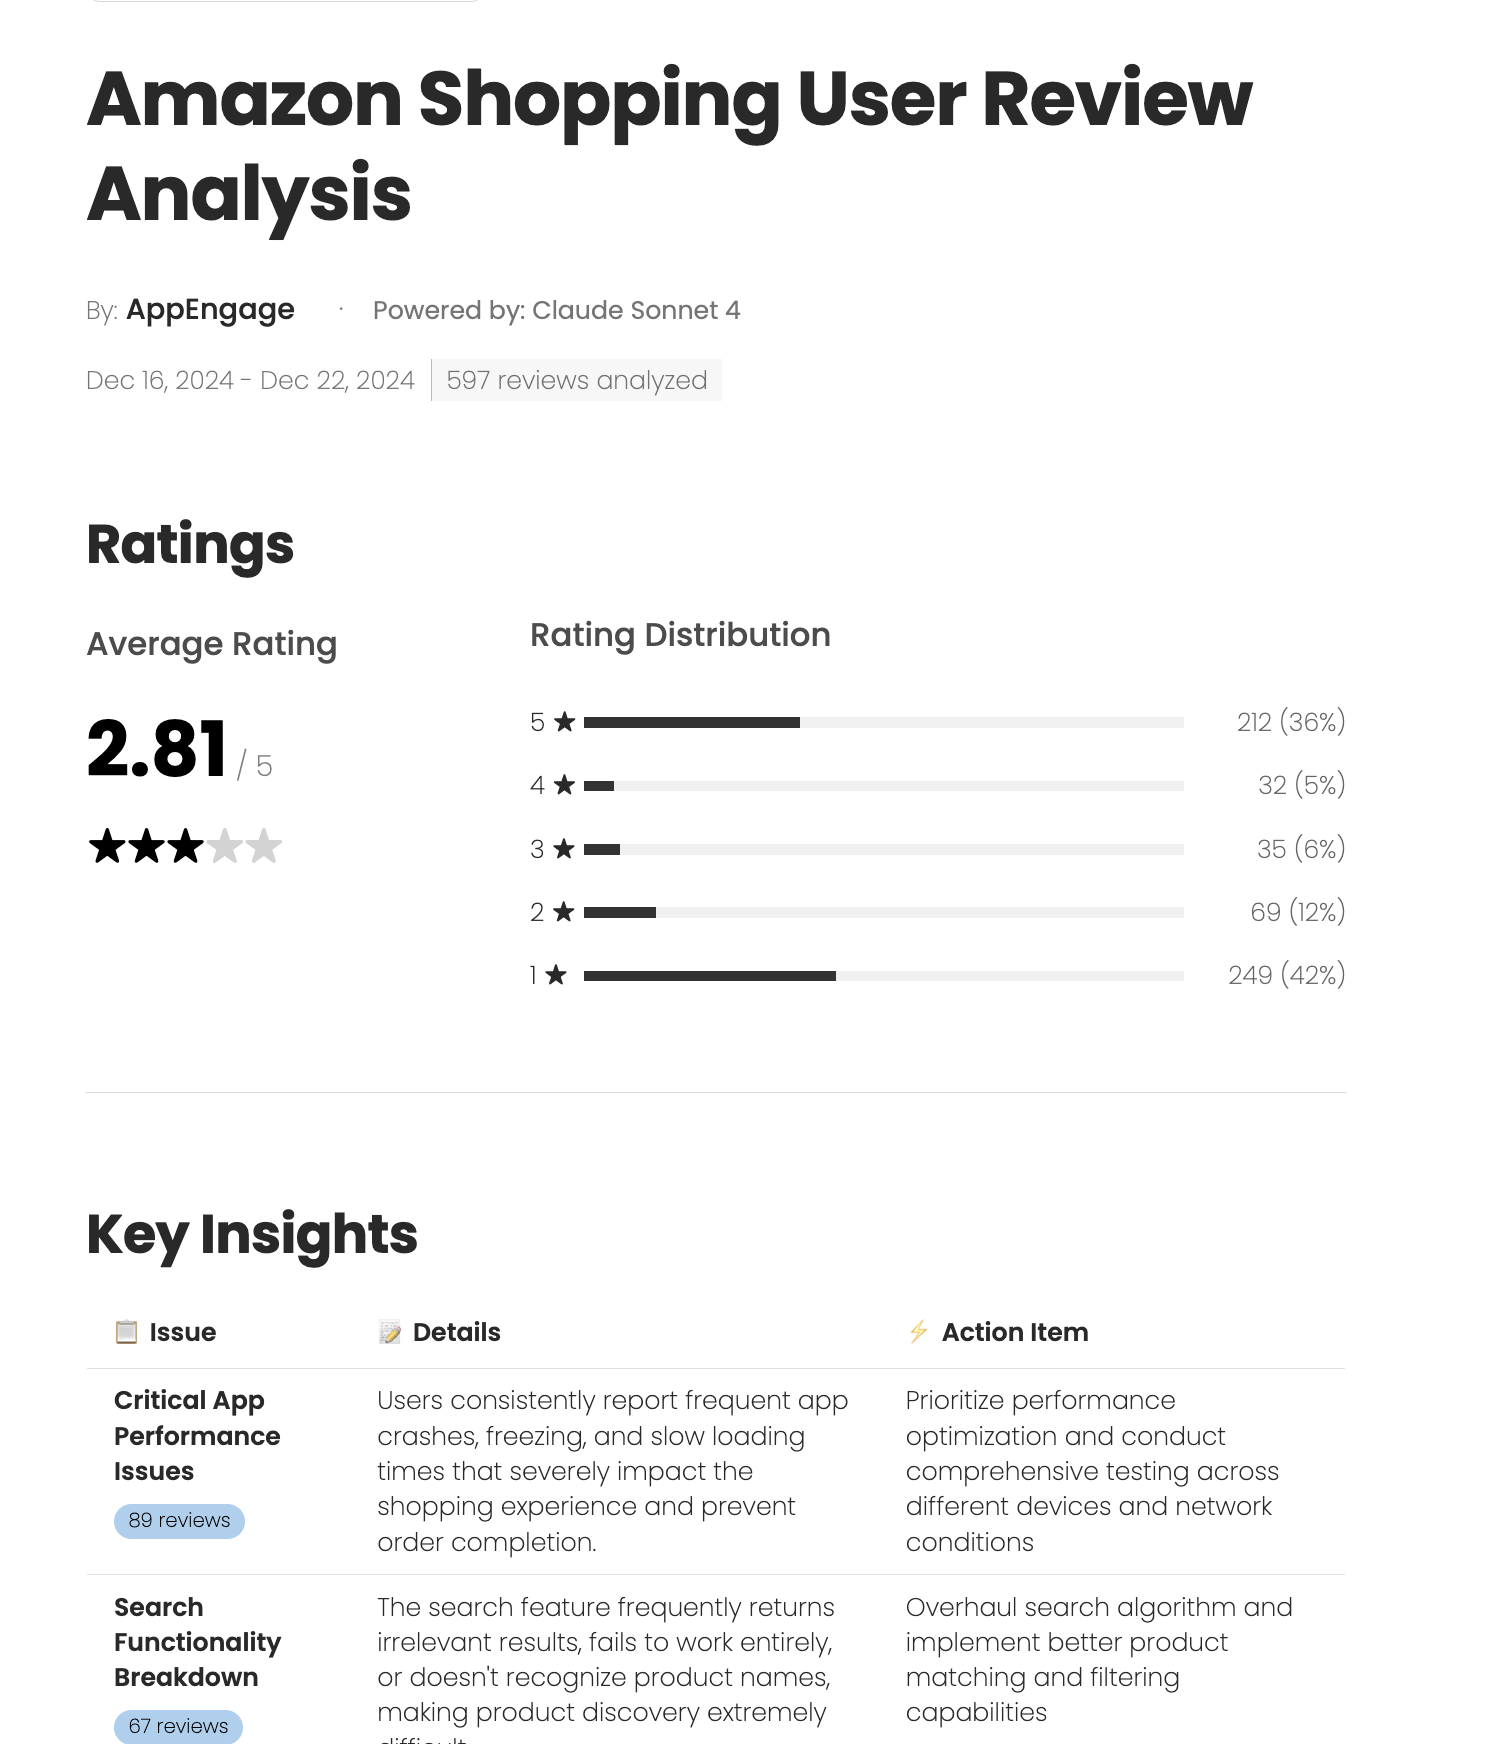 Amazon Shopping User Review
Analysis
By: AppEngage · Powered by: Claude Sonnet 4
Dec 16, 2024 - Dec 22, 2024 597 reviews analyzed
Ratings
Average Rating
2.81 / 5
Rating Distribution
5 ★ 212 (36%)
4 ★ 32 (5%)
3 ★ 35 (6%)
2 ★ 69 (12%)
1 ★ 249 (42%)
Key Insights
Issue
Details
Action Item
Critical App
Performance
Issues
89 reviews
Users consistently report frequent app
crashes, freezing, and slow loading
times that severely impact the
shopping experience and prevent
order completion.
Prioritize performance
optimization and conduct
comprehensive testing across
different devices and network
conditions
Search
Functionality
Breakdown
67 reviews
The search feature frequently returns
irrelevant results, fails to work entirely,
or doesn't recognize product names,
making product discovery extremely
difficult.
Overhaul search algorithm and
implement better product
matching and filtering
capabilities